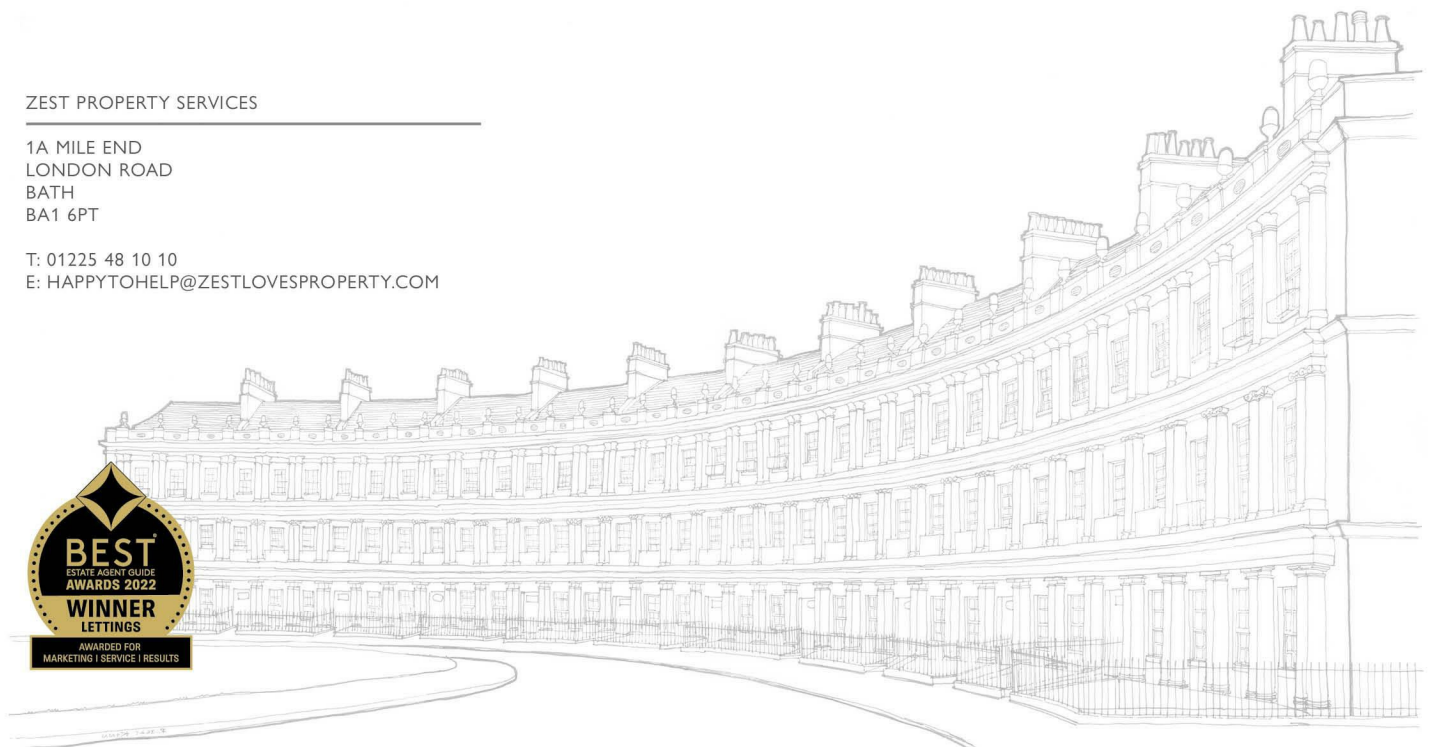 ZEST PROPERTY SERVICES
1A MILE END
LONDON ROAD
BATH
BA1 6PT
T: 01225 48 10 10
E: HAPPYTOHELP@ZESTLOVESPROPERTY.COM
BEST
ESTATE AGENT GUIDE
AWARDS 2022
WINNER
LETTINGS
AWARDED FOR
MARKETING | SERVICE | RESULTS